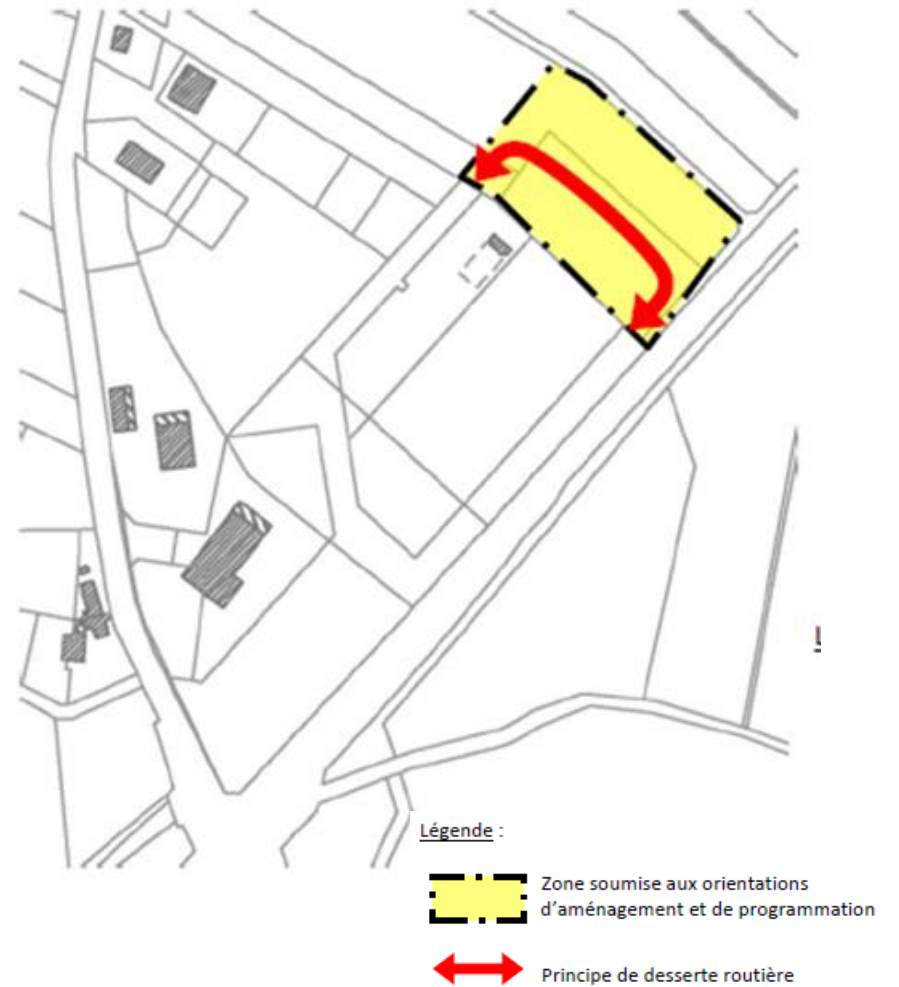 Légende :
Zone soumise aux orientations
d'aménagement et de programmation
Principe de desserte routière